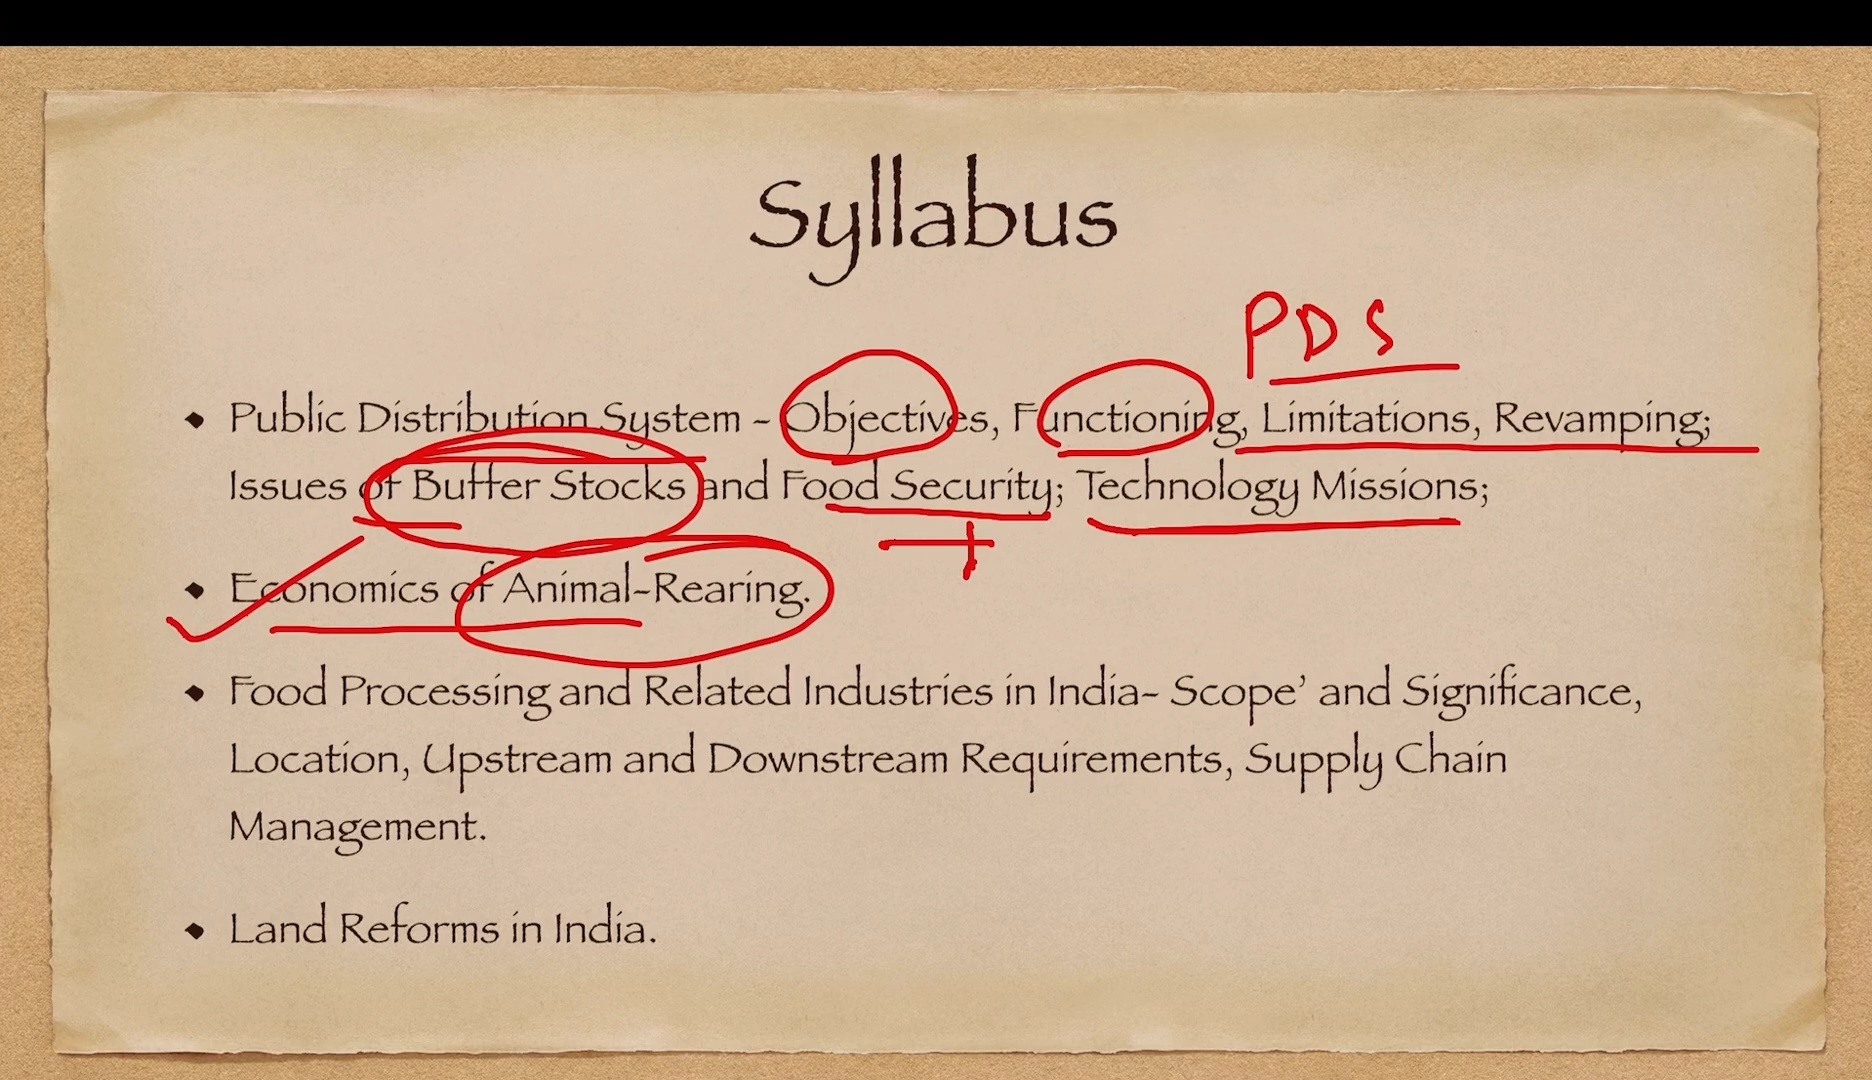 Syllabus
PDS
• Public Distribution System - Objectives, Functioning, Limitations, Revamping;
Issues of Buffer Stocks and Food Security; Technology Missions;
• Economics of Animal-Rearing.
• Food Processing and Related Industries in India- Scope' and Significance,
Location, Upstream and Downstream Requirements, Supply Chain
Management.
• Land Reforms in India.